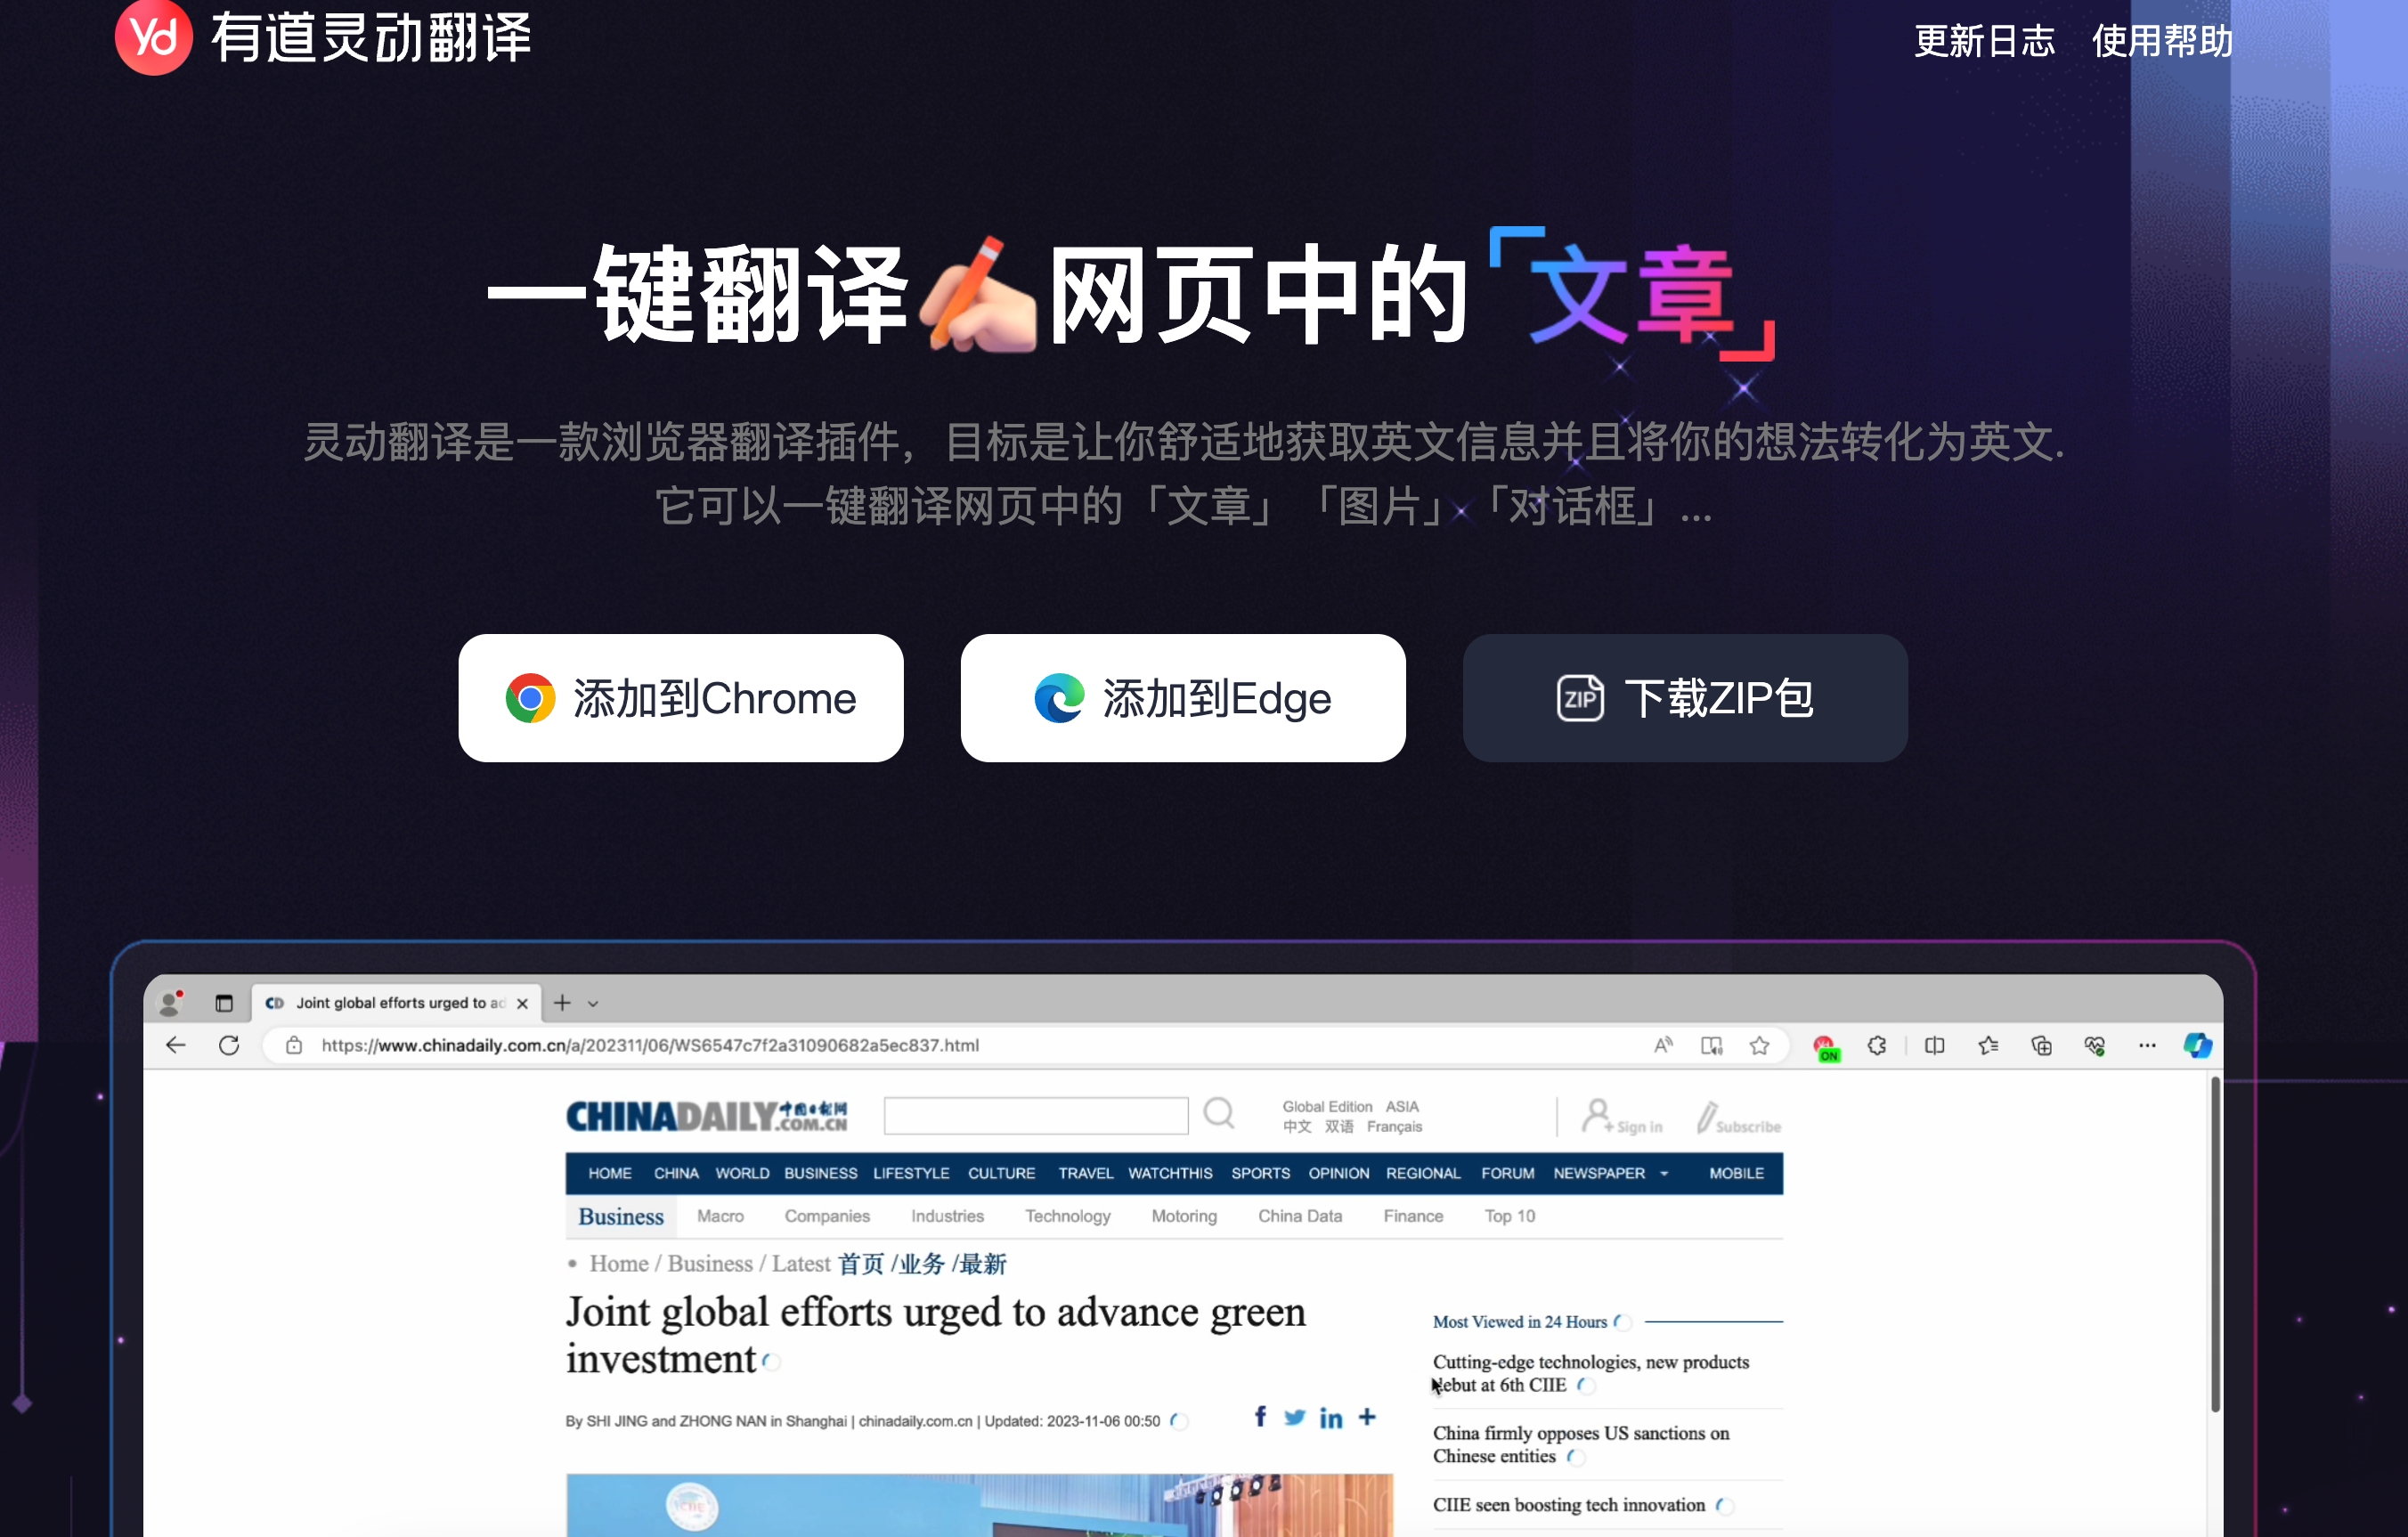 Yd 有道灵动翻译
更新日志 使用帮助
一键翻译✍🏻网页中的「文章」
灵动翻译是一款浏览器翻译插件，目标是让你舒适地获取英文信息并且将你的想法转化为英文.
它可以一键翻译网页中的「文章」「图片」「对话框」...
添加到Chrome
添加到Edge
ZIP 下载ZIP包
CD Joint global efforts urged to ad
https://www.chinadaily.com.cn/a/202311/06/WS6547c7f2a31090682a5ec837.html
ON
CHINADAILY 中国日报网
.COM.CN
Global Edition ASIA
中文 双语 Français
Sign in
Subscribe
HOME CHINA WORLD BUSINESS LIFESTYLE CULTURE TRAVEL WATCHTHIS SPORTS OPINION REGIONAL FORUM NEWSPAPER MOBILE
Business Macro Companies Industries Technology Motoring China Data Finance Top 10
• Home / Business / Latest 首页 /业务 /最新
Joint global efforts urged to advance green
investment
By SHI JING and ZHONG NAN in Shanghai | chinadaily.com.cn | Updated: 2023-11-06 00:50
Most Viewed in 24 Hours
Cutting-edge technologies, new products
debut at 6th CIIE
China firmly opposes US sanctions on
Chinese entities
CIIE seen boosting tech innovation